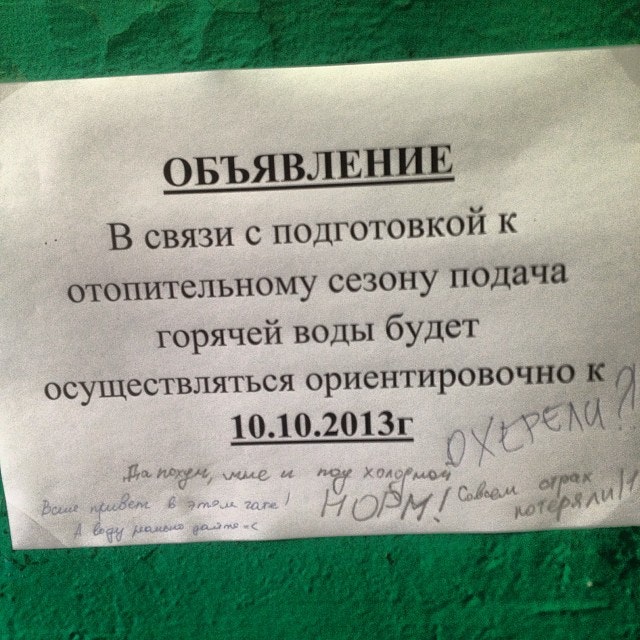 ОБЪЯВЛЕНИЕ
В связи с подготовкой к
отопительному сезону подача
горячей воды будет
осуществляться ориентировочно к
10.10.2013г
ОХЕРЕЛИ??
Да похуй, мне и под холодной
НОРМ!
Совсем страх
потеряли!!
Всем привет в этом чате!
А воду можно дайте :с